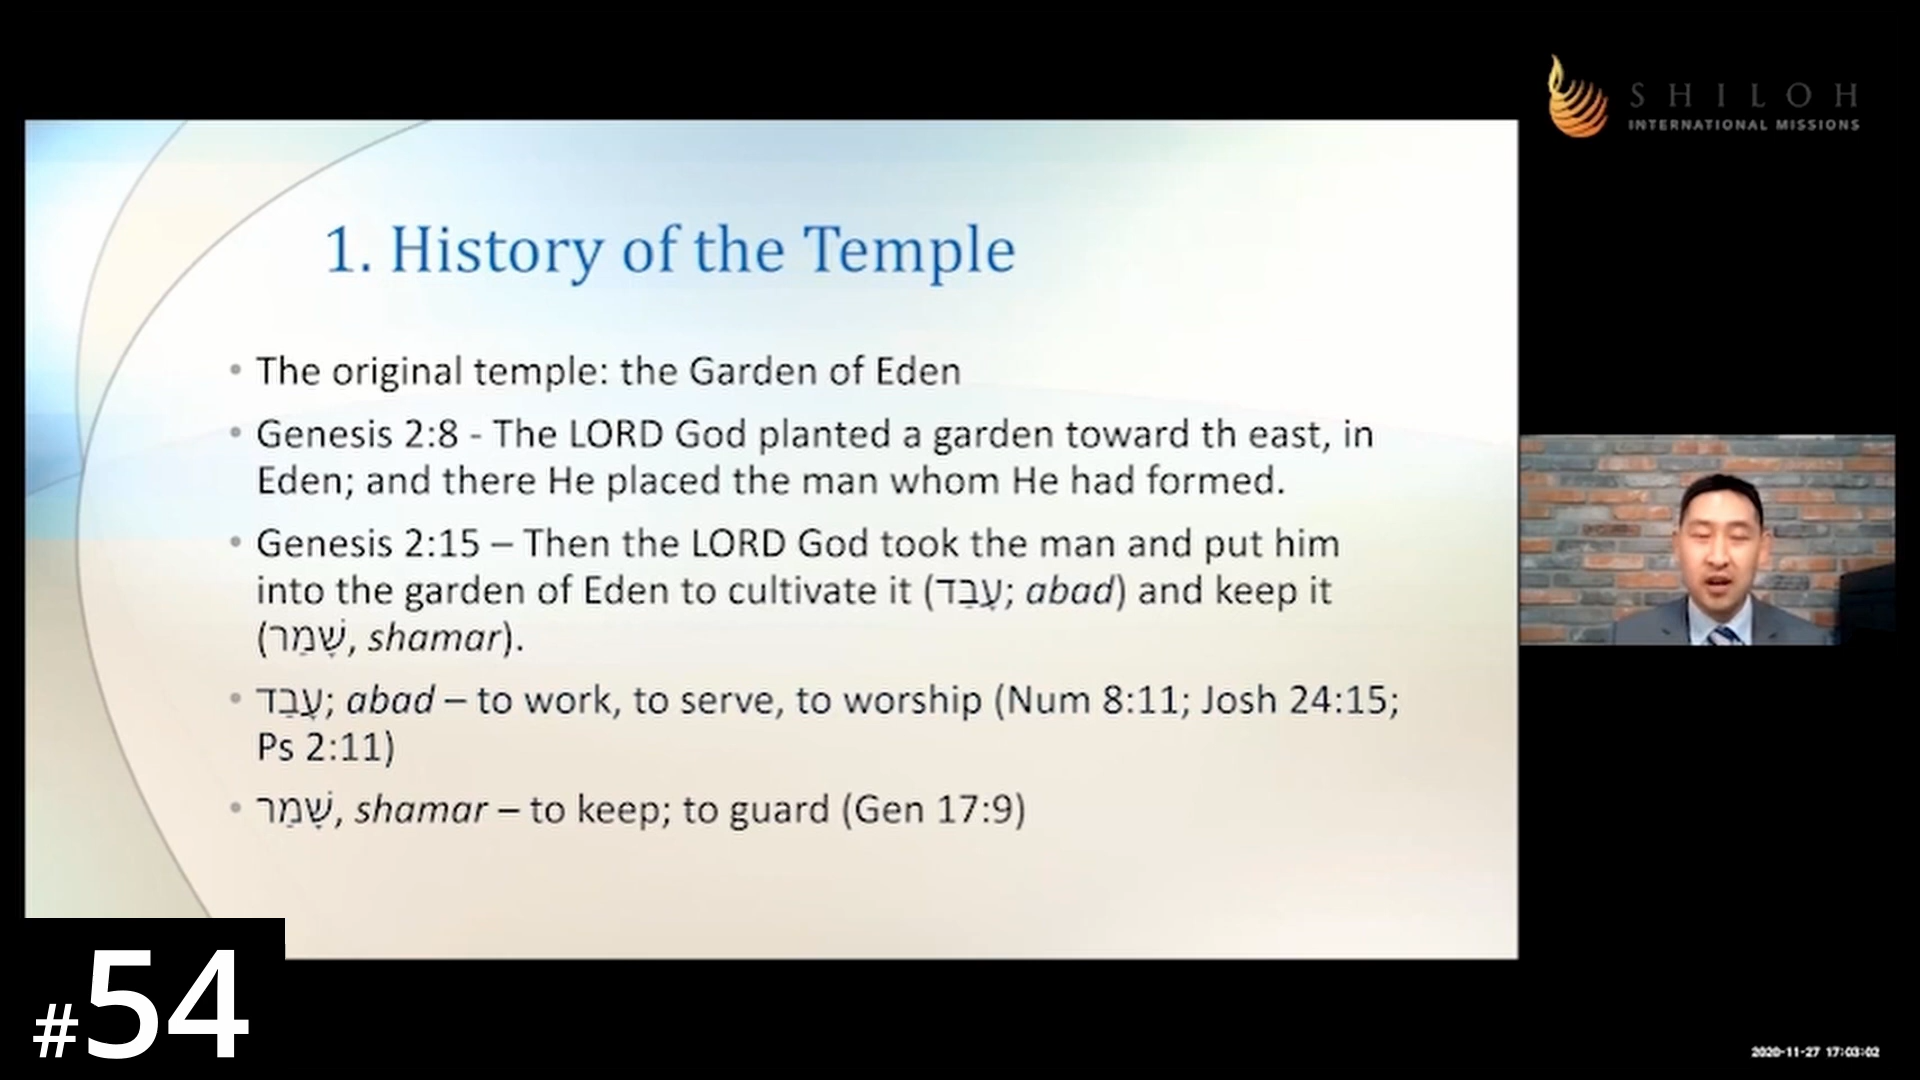 SHILOH
INTERNATIONAL MISSIONS
1. History of the Temple
• The original temple: the Garden of Eden
• Genesis 2:8 - The LORD God planted a garden toward th east, in
Eden; and there He placed the man whom He had formed.
• Genesis 2:15 – Then the LORD God took the man and put him
into the garden of Eden to cultivate it (עָבַד; abad) and keep it
(שָׁמַר, shamar).
• עָבַד; abad – to work, to serve, to worship (Num 8:11; Josh 24:15;
Ps 2:11)
• שָׁמַר, shamar – to keep; to guard (Gen 17:9)
#54
2020-11-27 17:03:02